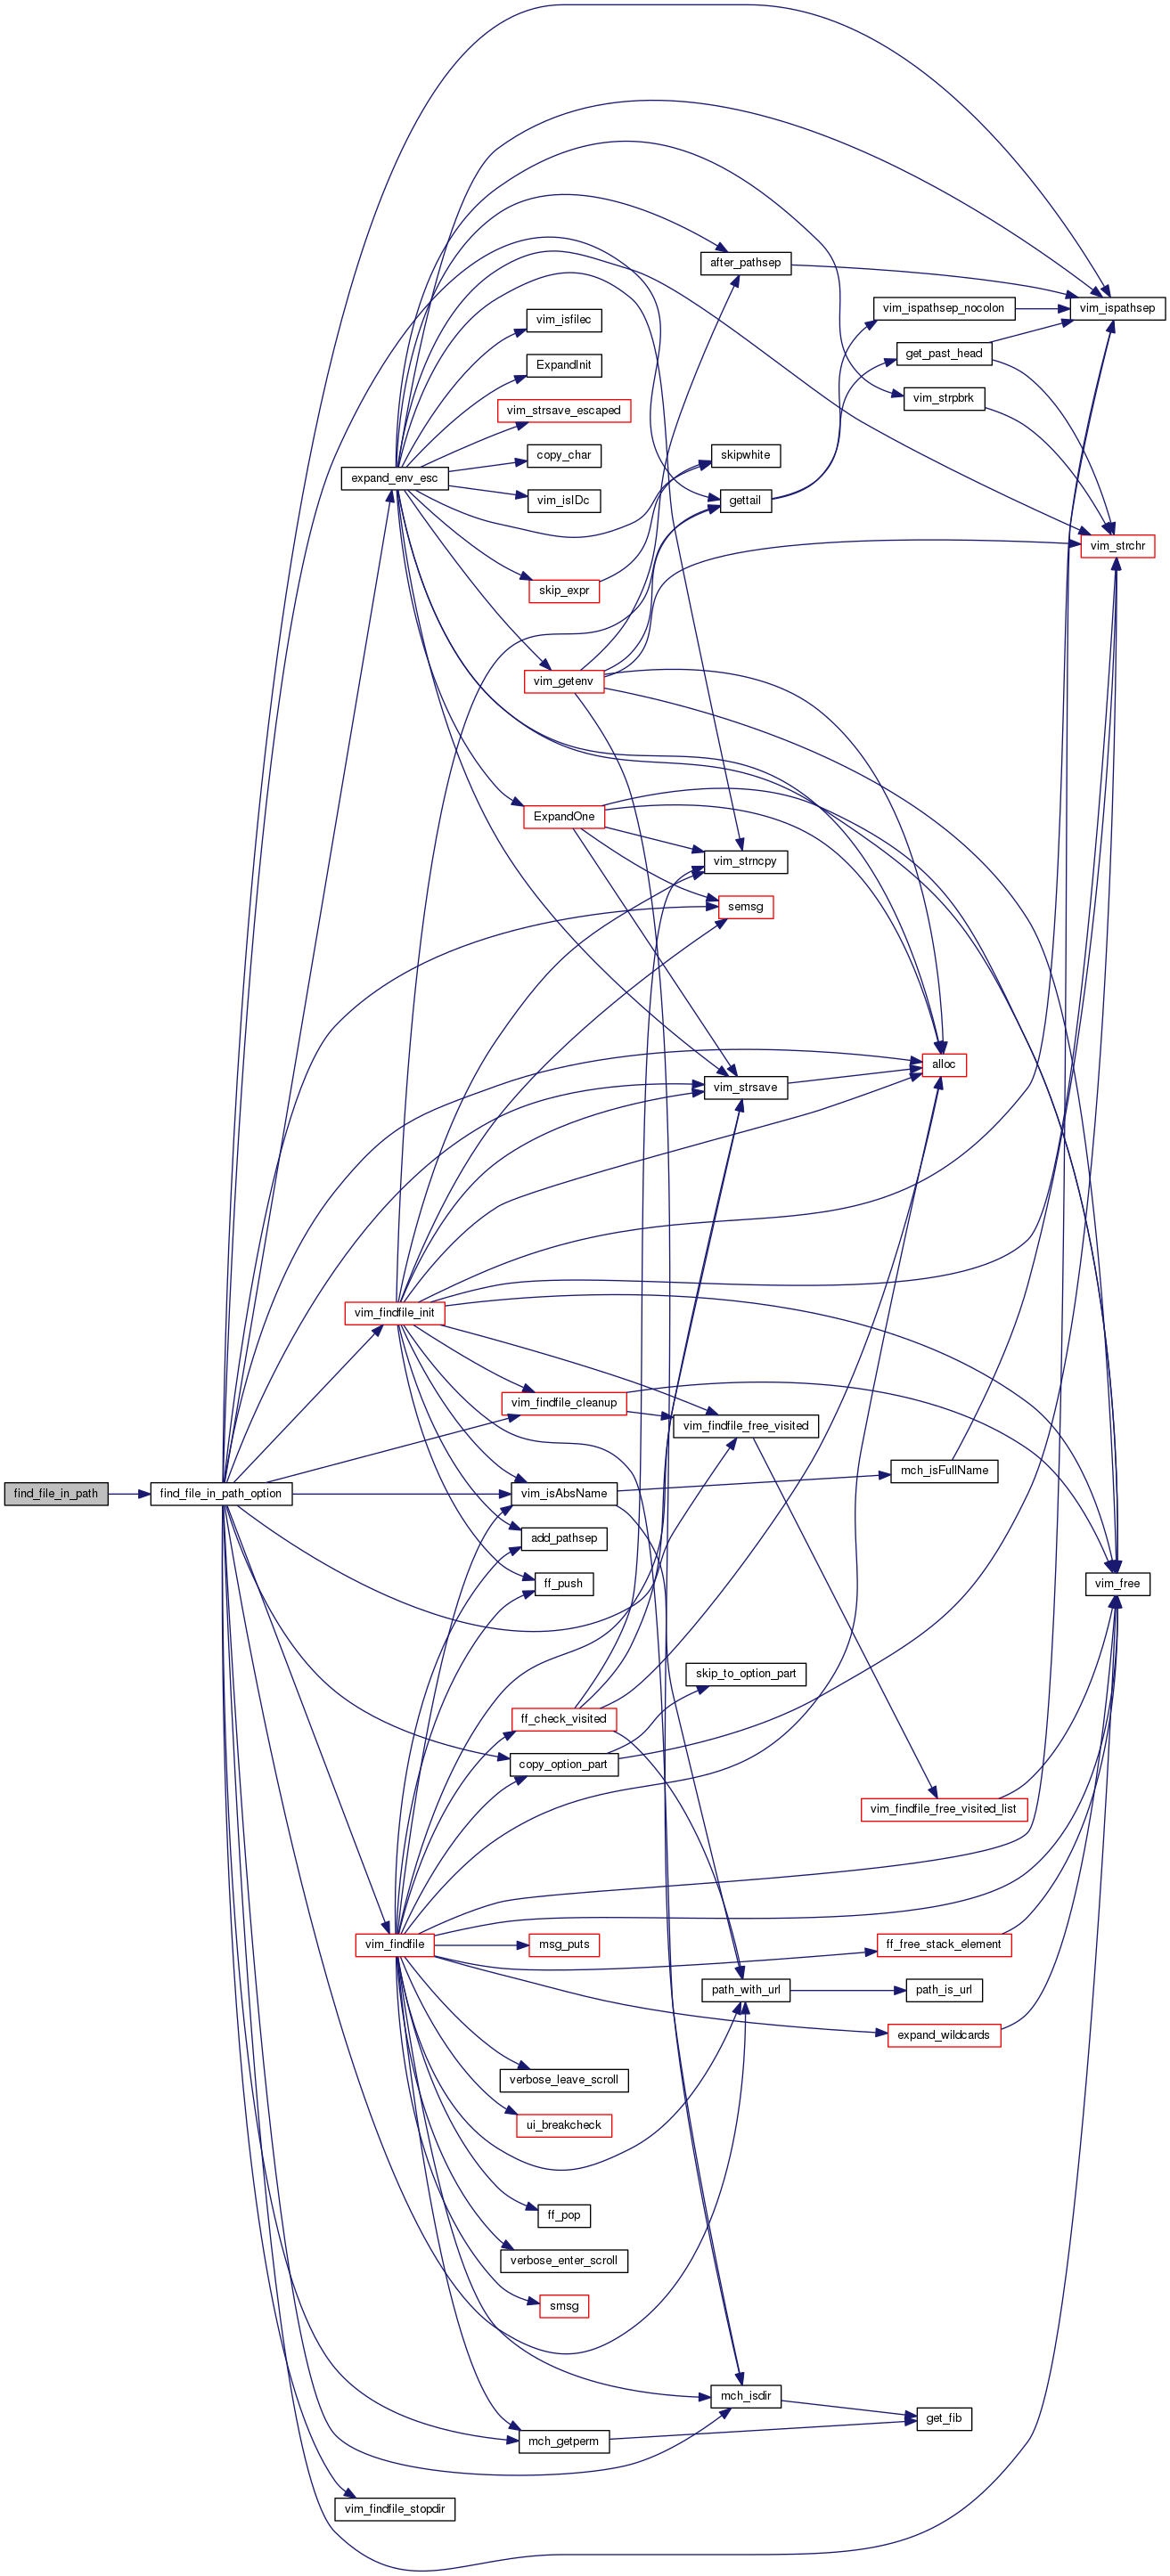 after_pathsep
vim_ispathsep_nocolon
vim_ispathsep
vim_isfilec
get_past_head
ExpandInit
vim_strpbrk
vim_strsave_escaped
copy_char
skipwhite
expand_env_esc
vim_isIDc
gettail
vim_strchr
skip_expr
vim_getenv
ExpandOne
vim_strncpy
semsg
alloc
vim_strsave
vim_findfile_init
vim_findfile_cleanup
vim_findfile_free_visited
mch_isFullName
find_file_in_path
find_file_in_path_option
vim_isAbsName
add_pathsep
ff_push
vim_free
skip_to_option_part
ff_check_visited
copy_option_part
vim_findfile_free_visited_list
vim_findfile
msg_puts
ff_free_stack_element
path_with_url
path_is_url
expand_wildcards
verbose_leave_scroll
ui_breakcheck
ff_pop
verbose_enter_scroll
smsg
mch_isdir
get_fib
mch_getperm
vim_findfile_stopdir